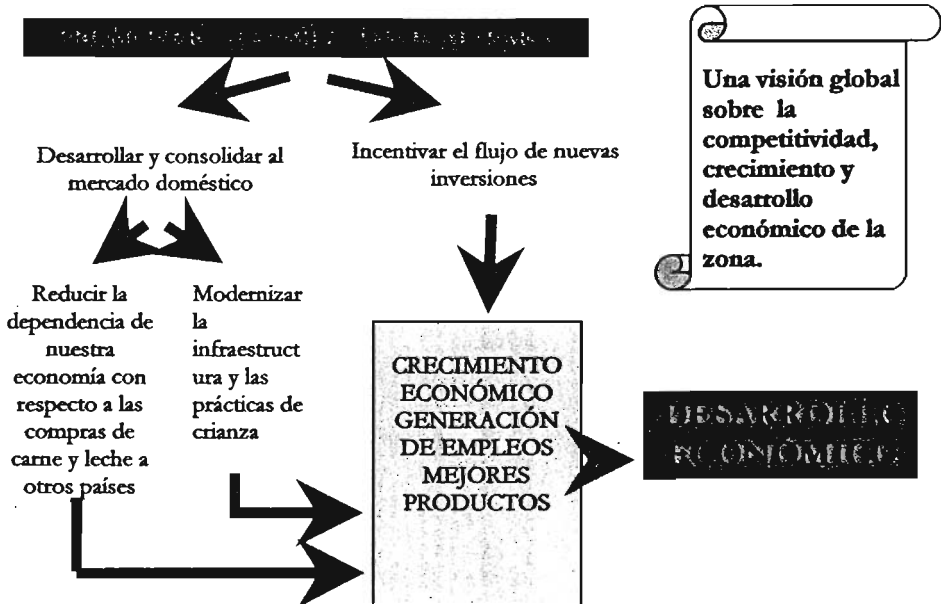 Desarrollar y consolidar al
mercado doméstico
Incentivar el flujo de nuevas
inversiones
Una visión global
sobre la
competitividad,
crecimiento y
desarrollo
económico de la
zona.
Reducir la
dependencia de
nuestra
economía con
respecto a las
compras de
carne y leche a
otros países
Modernizar
la
infraestruct
ura y las
prácticas de
crianza
CRECIMIENTO
ECONÓMICO
GENERACIÓN
DE EMPLEOS
MEJORES
PRODUCTOS
DESARROLLO
ECONÓMICO